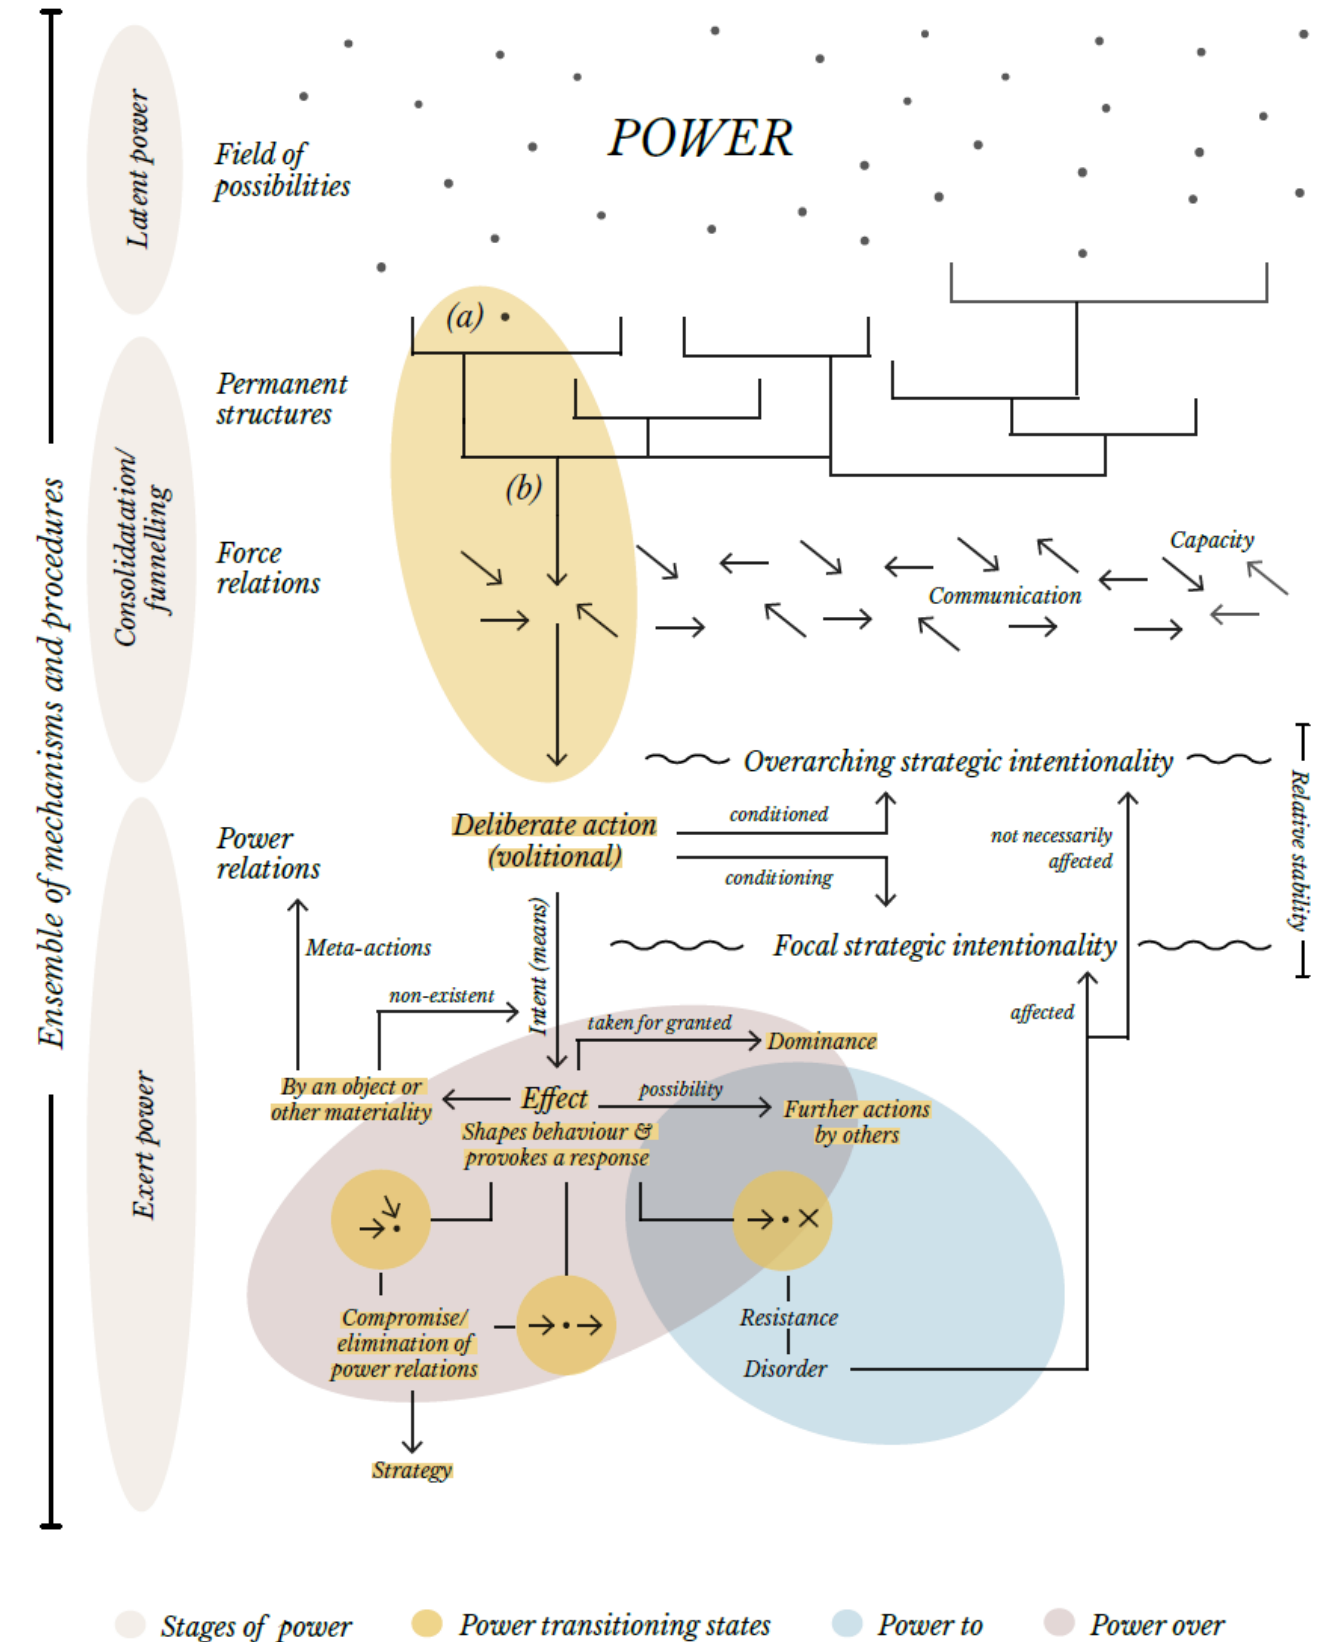 POWER
Latent power
Field of
possibilities
(a)
Permanent
structures
(b)
Consolidatation/
funnelling
Ensemble of mechanisms and procedures
Force
relations
Capacity
Communication
Overarching strategic intentionality
Relative stability
conditioned
Deliberate action
(volitional)
conditioning
not necessarily
affected
Power
relations
Focal strategic intentionality
Meta-actions
Intent (means)
non-existent
affected
taken for granted
Dominance
By an object or
other materiality
Effect
possibility
Further actions
by others
Shapes behaviour &
provokes a response
Exert power
Compromise/
elimination of
power relations
Resistance
Disorder
Strategy
Stages of power
Power transitioning states
Power to
Power over